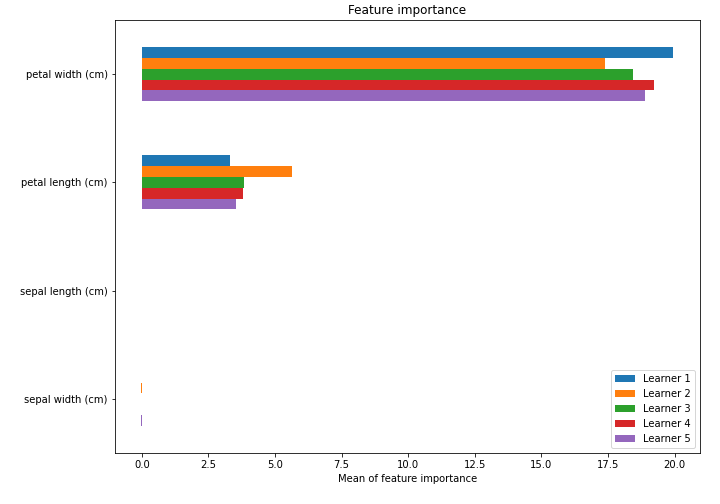 Feature importance
petal width (cm)
petal length (cm)
sepal length (cm)
sepal width (cm)
Learner 1
Learner 2
Learner 3
Learner 4
Learner 5
0.0 2.5 5.0 7.5 10.0 12.5 15.0 17.5 20.0
Mean of feature importance